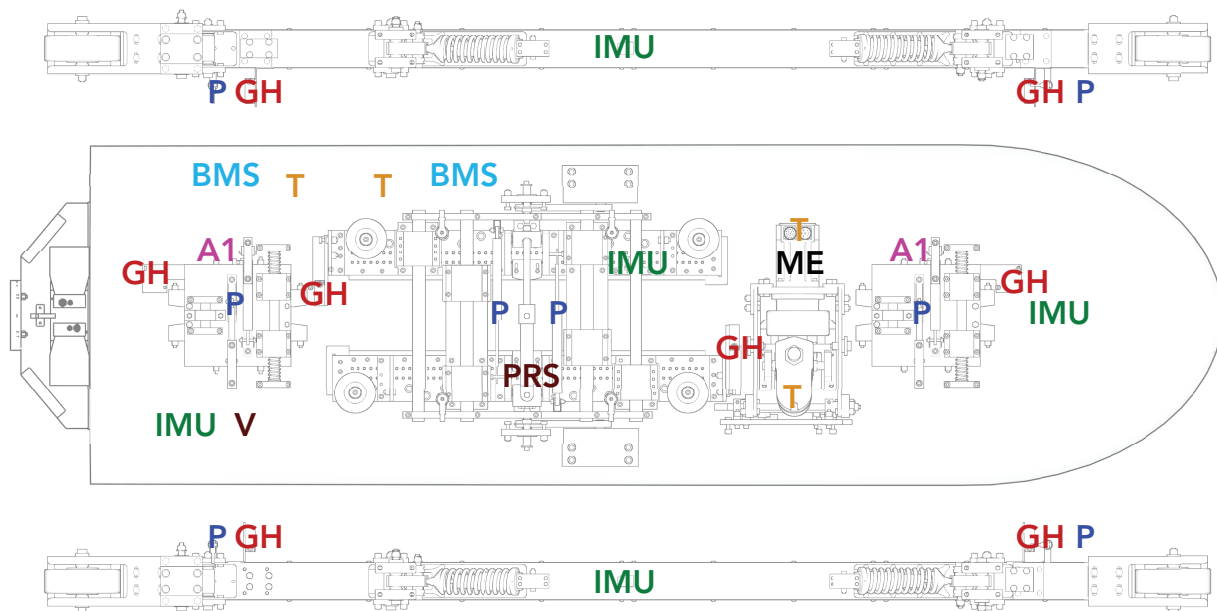 IMU
P GH
GH P
BMS T T BMS
T
A1 IMU ME A1
GH GH GH
P P P P IMU
GH
PRS
T
IMU V
P GH
GH P
IMU